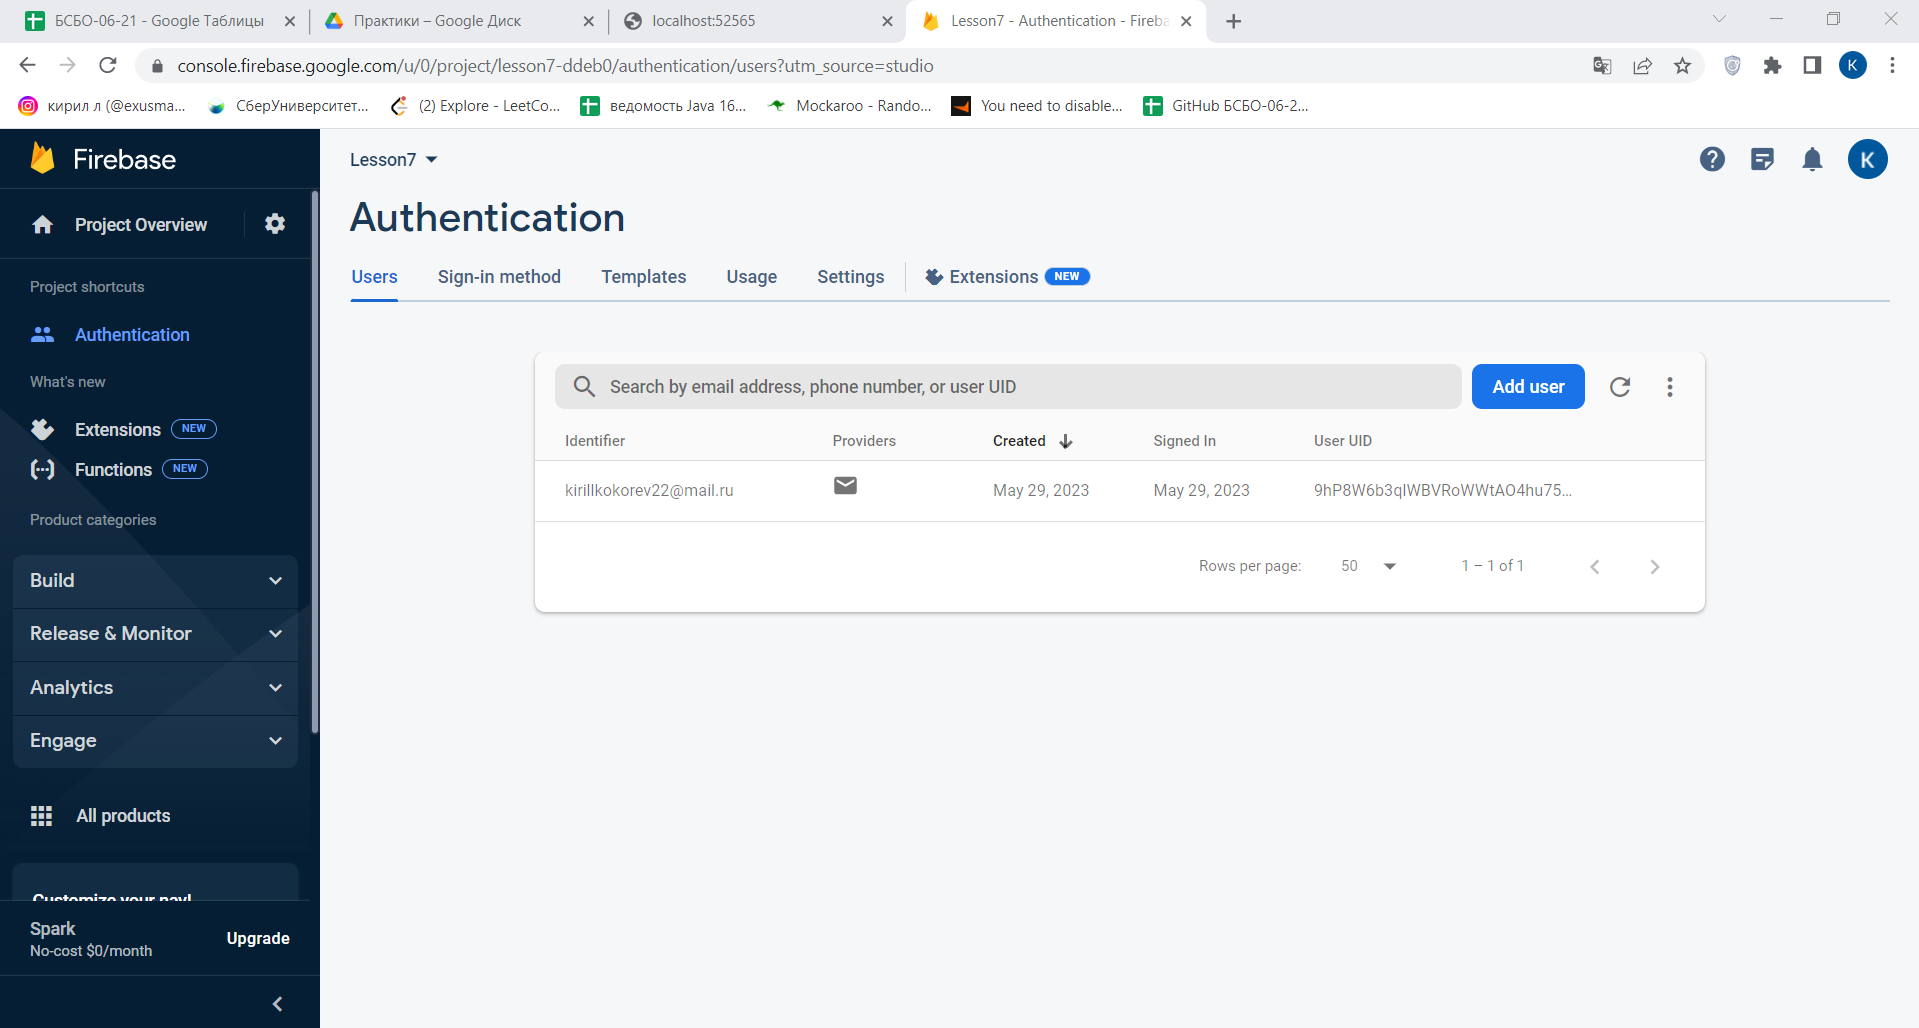 БСБО-06-21 - Google Таблицы
Практики – Google Диск
localhost:52565
Lesson7 - Authentication - Fireba
console.firebase.google.com/u/0/project/lesson7-ddeb0/authentication/users?utm_source=studio
K
кирил л (@exusma...
СберУниверситет...
(2) Explore - LeetCo...
ведомость Java 16...
Mockaroo - Rando...
You need to disable...
GitHub БСБО-06-2...
Firebase
Lesson7
K
Project Overview
Authentication
Users
Sign-in method
Templates
Usage
Settings
Extensions
NEW
Project shortcuts
Authentication
What's new
Extensions NEW
Functions NEW
Product categories
Build
Release & Monitor
Analytics
Engage
All products
Customize your nav!
Spark
No-cost $0/month
Upgrade
Search by email address, phone number, or user UID
Add user
Identifier Providers Created Signed In User UID
kirillkokorev22@mail.ru May 29, 2023 May 29, 2023 9hP8W6b3qlWBVRoWWtAO4hu75...
Rows per page: 50 1 – 1 of 1